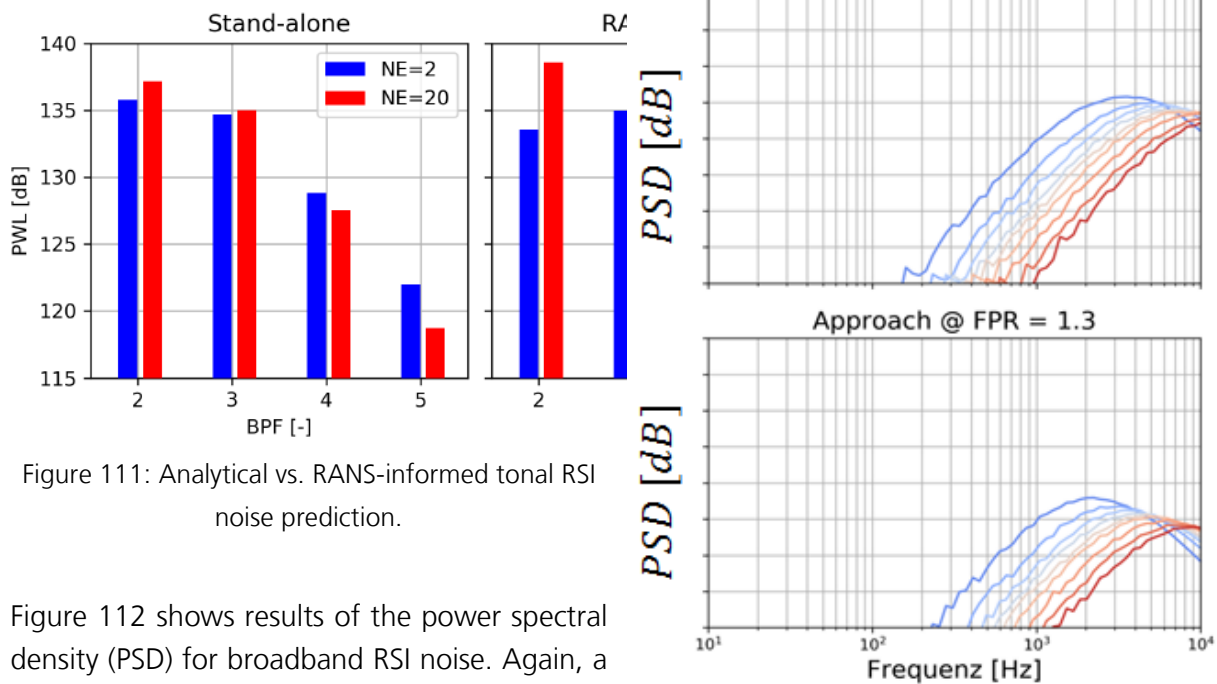 Stand-alone
140
135
130
125
120
115
PWL [dB]
NE=2
NE=20
2
3
4
5
BPF [-]
2
Figure 111: Analytical vs. RANS-informed tonal RSI
noise prediction.
Figure 112 shows results of the power spectral
density (PSD) for broadband RSI noise. Again, a
PSD [dB]
Approach @ FPR = 1.3
PSD [dB]
10¹
10²
10³
10⁴
Frequenz [Hz]